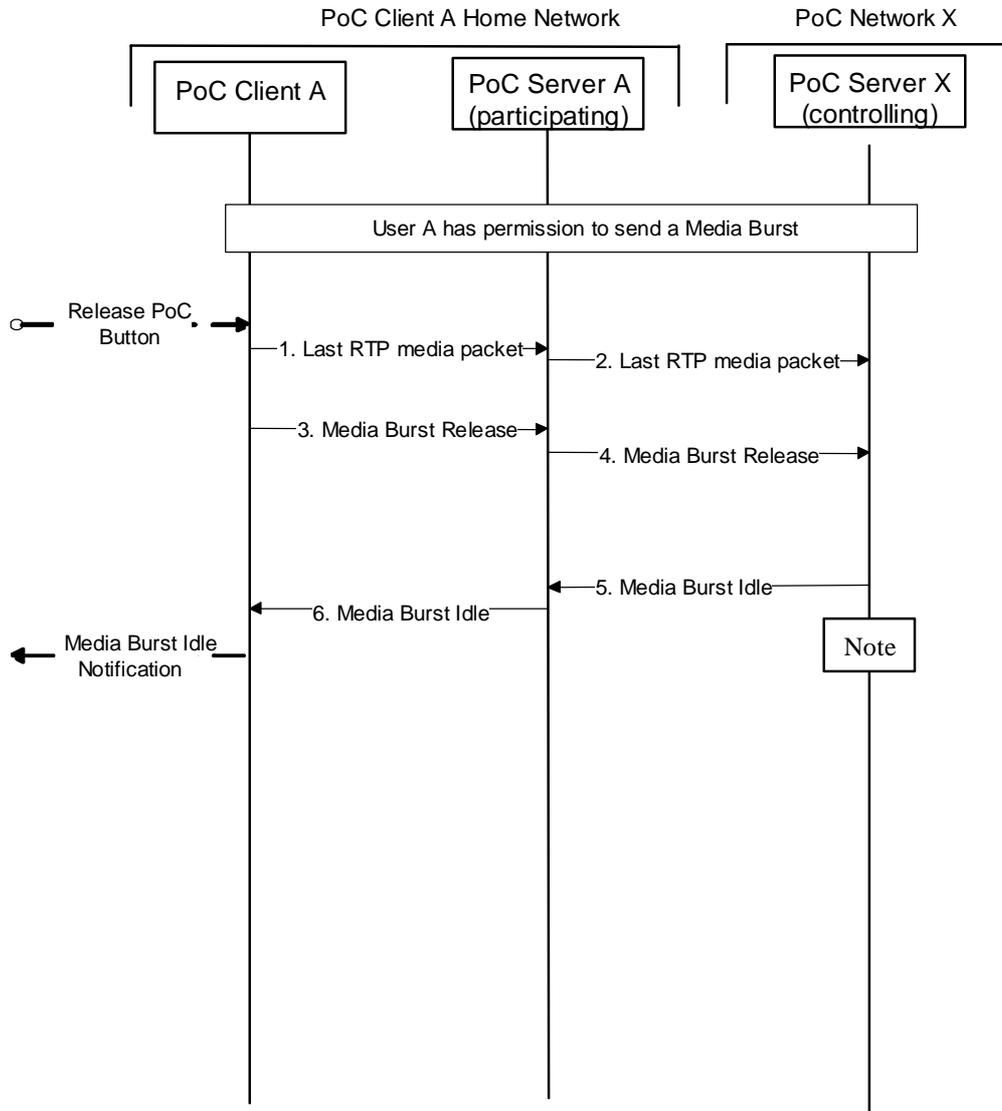 PoC Client A Home Network
PoC Network X
PoC Client A
PoC Server A
(participating)
PoC Server X
(controlling)
User A has permission to send a Media Burst
Release PoC
Button
1. Last RTP media packet
2. Last RTP media packet
3. Media Burst Release
4. Media Burst Release
5. Media Burst Idle
6. Media Burst Idle
Media Burst Idle
Notification
Note